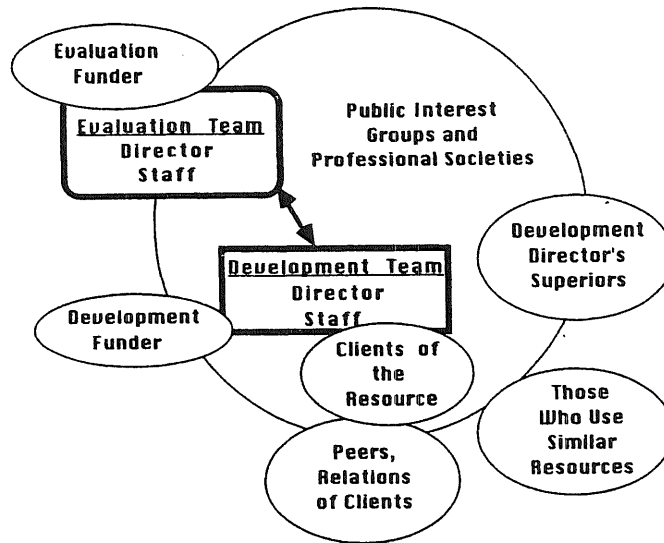 Evaluation
Funder
Evaluation Team
Director
Staff
Public Interest
Groups and
Professional Societies
Development
Director's
Superiors
Development Team
Director
Staff
Development
Funder
Clients of
the
Resource
Those
Who Use
Similar
Resources
Peers,
Relations
of Clients